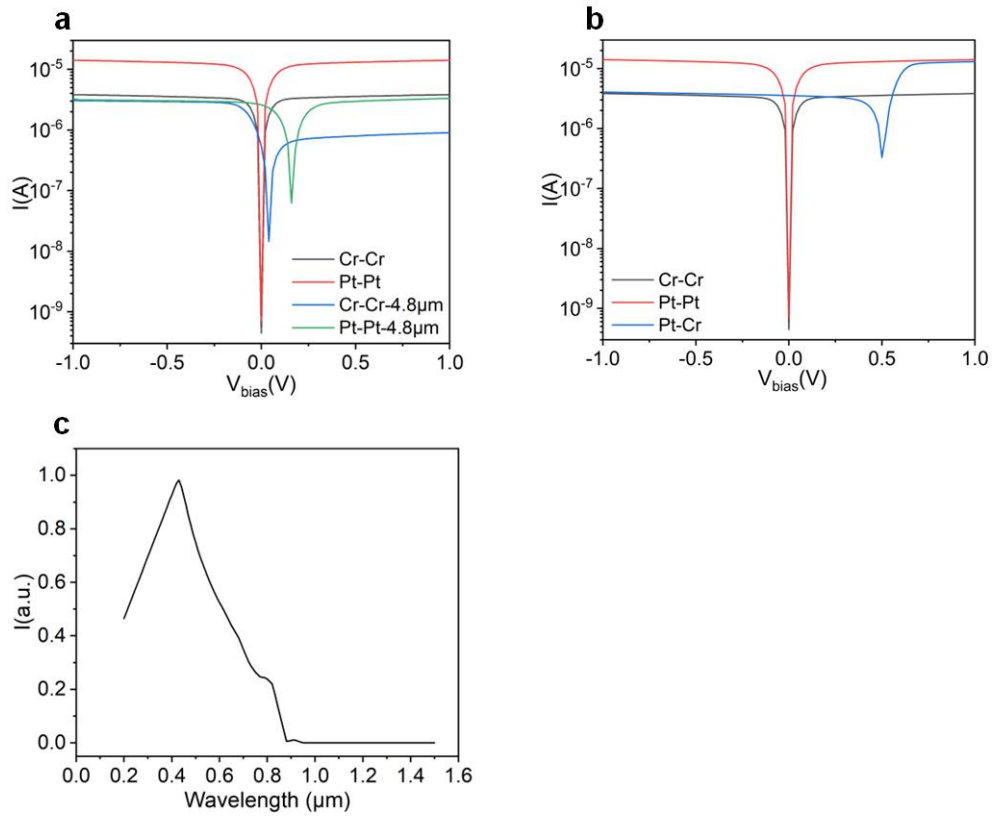 a
I(A)
10⁻⁵
10⁻⁶
10⁻⁷
10⁻⁸
10⁻⁹
Cr-Cr
Pt-Pt
Cr-Cr-4.8μm
Pt-Pt-4.8μm
-1.0 -0.5 0.0 0.5 1.0
V_bias(V)
b
I(A)
10⁻⁵
10⁻⁶
10⁻⁷
10⁻⁸
10⁻⁹
Cr-Cr
Pt-Pt
Pt-Cr
-1.0 -0.5 0.0 0.5 1.0
V_bias(V)
c
I(a.u.)
1.0
0.8
0.6
0.4
0.2
0.0
0.0 0.2 0.4 0.6 0.8 1.0 1.2 1.4 1.6
Wavelength (μm)